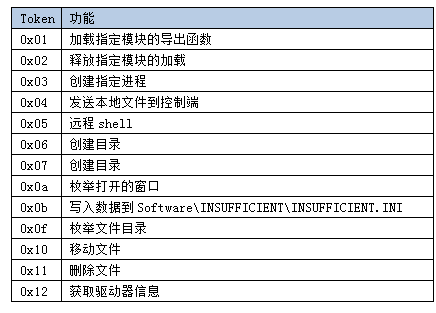 Token 功能
0x01 加载指定模块的导出函数
0x02 释放指定模块的加载
0x03 创建指定进程
0x04 发送本地文件到控制端
0x05 远程 shell
0x06 创建目录
0x07 创建目录
0x0a 枚举打开的窗口
0x0b 写入数据到 Software\INSUFFICIENT\INSUFFICIENT.INI
0x0f 枚举文件目录
0x10 移动文件
0x11 删除文件
0x12 获取驱动器信息